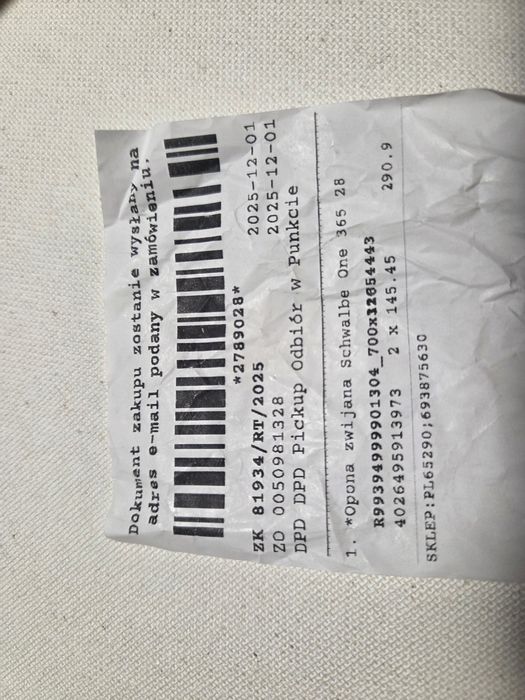 Dokument zakupu zostanie wysłany na
adres e-mail podany w zamówieniu.
*2789028*
ZK 81934/RT/2025 2025-12-01
ZO 0050981328 2025-12-01
DPD DPD Pickup Odbiór w Punkcie
1. *Opona zwijana Schwalbe One 365 28
4026495913973 2 x 145.45 290.9
SKLEP:PL65290;693875630